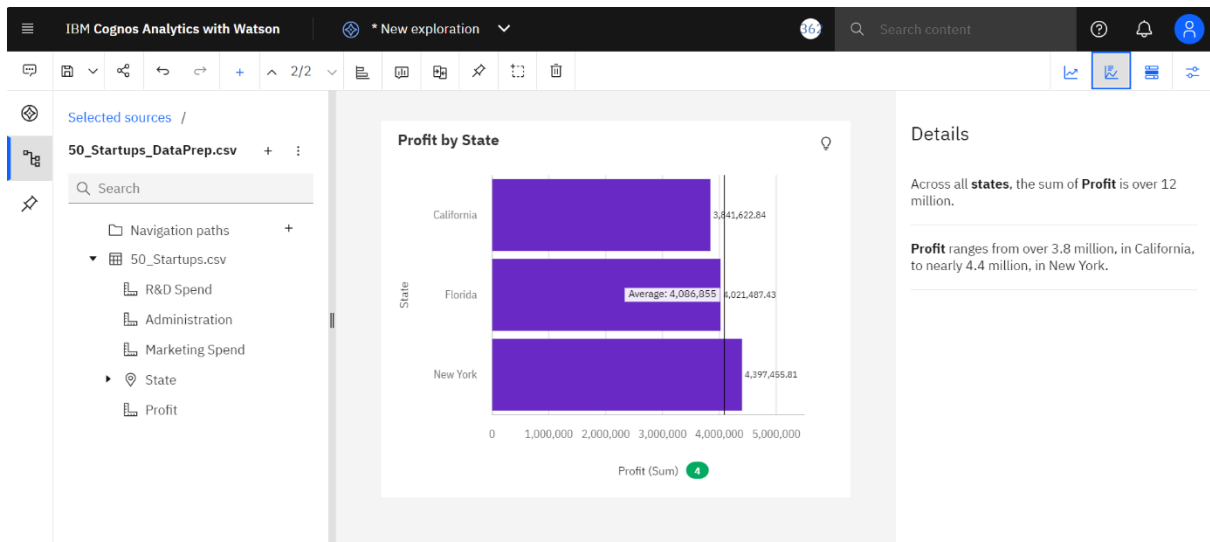 IBM Cognos Analytics with Watson
* New exploration
362
Search content
2/2
Selected sources /
50_Startups_DataPrep.csv
Search
Navigation paths
50_Startups.csv
R&D Spend
Administration
Marketing Spend
State
Profit
Profit by State
State
California
3,841,622.84
Florida
Average: 4,086,855
4,021,487.43
New York
4,397,455.81
0 1,000,000 2,000,000 3,000,000 4,000,000 5,000,000
Profit (Sum) 4
Details
Across all states, the sum of Profit is over 12
million.
Profit ranges from over 3.8 million, in California,
to nearly 4.4 million, in New York.